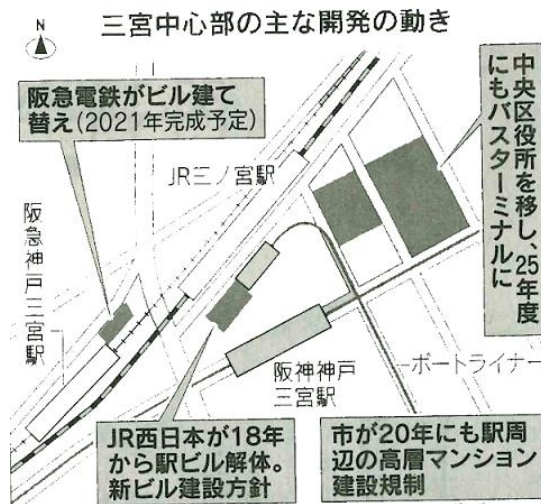 三宮中心部の主な開発の動き
N
阪急電鉄がビル建て
替え(2021年完成予定)
中央区役所を移し、25年度
にもバスターミナルに
JR三ノ宮駅
阪急神戸三宮駅
阪神神戸
三宮駅
ポートライナー
JR西日本が18年
から駅ビル解体。
新ビル建設方針
市が20年にも駅周
辺の高層マンション
建設規制